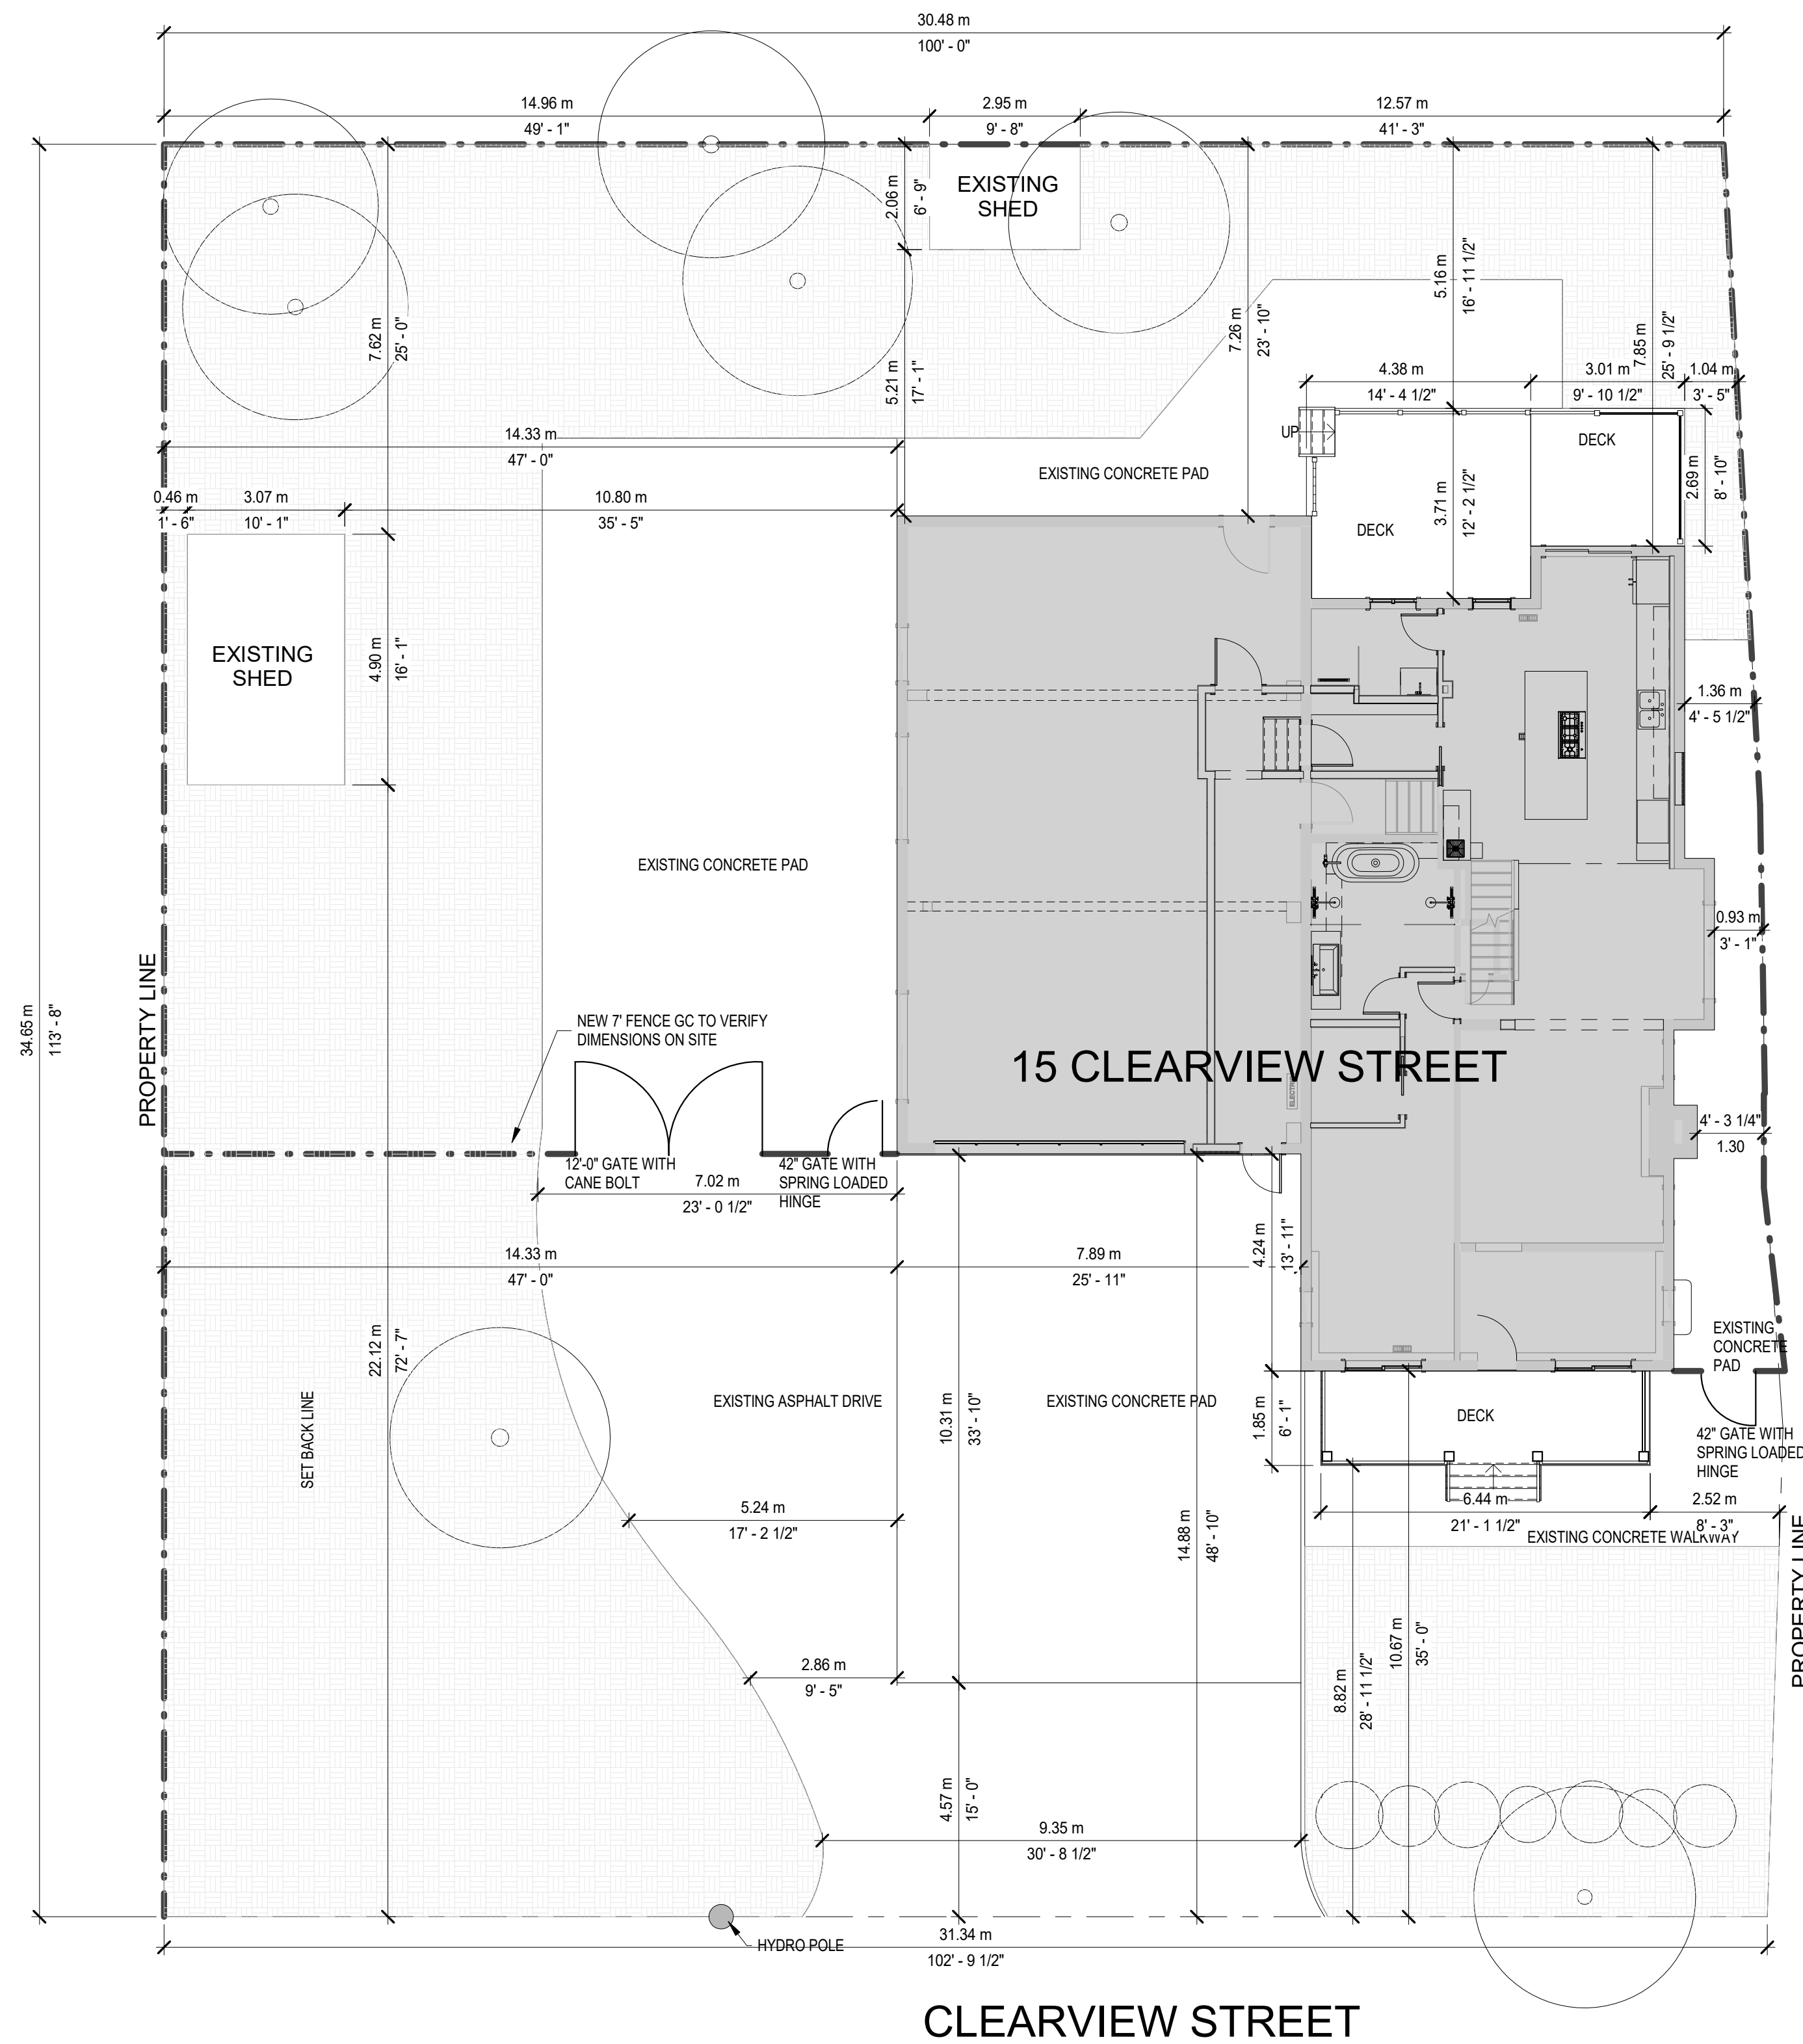 30.48 m
100' - 0"
14.96 m
49' - 1"
2.95 m
9' - 8"
12.57 m
41' - 3"
EXISTING
SHED
2.06 m
6' - 9"
5.16 m
16' - 11 1/2"
7.62 m
25' - 0"
7.26 m
23' - 10"
7.85 m
25' - 9 1/2"
5.21 m
17' - 1"
4.38 m
14' - 4 1/2"
3.01 m
9' - 10 1/2"
1.04 m
3' - 5"
UP
DECK
14.33 m
47' - 0"
EXISTING CONCRETE PAD
2.69 m
8' - 10"
0.46 m
1' - 6"
3.07 m
10' - 1"
10.80 m
35' - 5"
3.71 m
12' - 2 1/2"
DECK
EXISTING
SHED
4.90 m
16' - 1"
1.36 m
4' - 5 1/2"
EXISTING CONCRETE PAD
0.93 m
3' - 1"
PROPERTY LINE
34.65 m
113' - 8"
NEW 7' FENCE GC TO VERIFY
DIMENSIONS ON SITE
15 CLEARVIEW STREET
4' - 3 1/4"
1.30
12'-0" GATE WITH
CANE BOLT
42" GATE WITH
SPRING LOADED
HINGE
7.02 m
23' - 0 1/2"
14.33 m
47' - 0"
7.89 m
25' - 11"
4.24 m
13' - 11"
22.12 m
72' - 7"
EXISTING
CONCRETE
PAD
SET BACK LINE
EXISTING ASPHALT DRIVE
10.31 m
33' - 10"
EXISTING CONCRETE PAD
1.85 m
6' - 1"
DECK
42" GATE WITH
SPRING LOADED
HINGE
5.24 m
17' - 2 1/2"
14.88 m
48' - 10"
6.44 m
21' - 1 1/2"
2.52 m
8' - 3"
EXISTING CONCRETE WALKWAY
PROPERTY LINE
2.86 m
9' - 5"
8.82 m
28' - 11 1/2"
10.67 m
35' - 0"
4.57 m
15' - 0"
9.35 m
30' - 8 1/2"
HYDRO POLE
31.34 m
102' - 9 1/2"
CLEARVIEW STREET